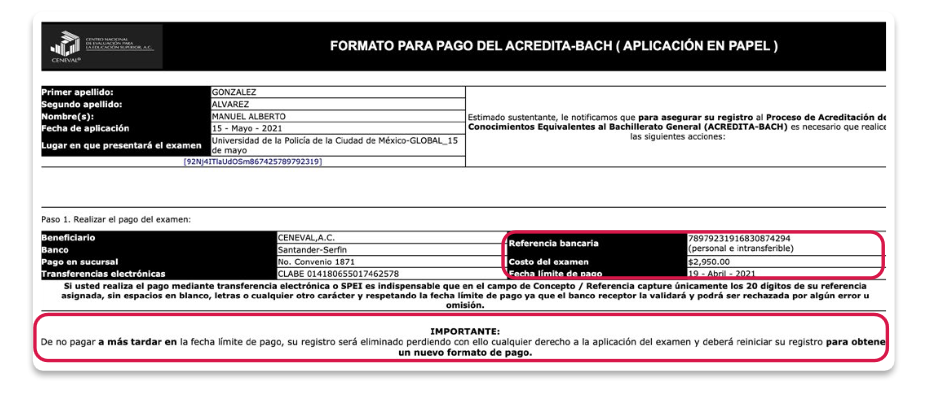 CENTRO NACIONAL
DE EVALUACIÓN PARA
LA EDUCACIÓN SUPERIOR, A.C.
CENEVAL®
FORMATO PARA PAGO DEL ACREDITA-BACH ( APLICACIÓN EN PAPEL )
Primer apellido: GONZALEZ
Segundo apellido: ALVAREZ
Nombre(s): MANUEL ALBERTO
Fecha de aplicación 15 - Mayo - 2021
Lugar en que presentará el examen Universidad de la Policía de la Ciudad de México-GLOBAL_15
de mayo
[92Nj4ITlaUdOSm867425789792319]
Estimado sustentante, le notificamos que para asegurar su registro al Proceso de Acreditación de
Conocimientos Equivalentes al Bachillerato General (ACREDITA-BACH) es necesario que realice
las siguientes acciones:
Paso 1. Realizar el pago del examen:
Beneficiario CENEVAL,A.C.
Banco Santander-Serfin
Pago en sucursal No. Convenio 1871
Transferencias electrónicas CLABE 014180655017462578
Referencia bancaria 78979231916830874294
(personal e intransferible)
Costo del examen $2,950.00
Fecha límite de pago 19 - Abril - 2021
Si usted realiza el pago mediante transferencia electrónica o SPEI es indispensable que en el campo de Concepto / Referencia capture únicamente los 20 dígitos de su referencia
asignada, sin espacios en blanco, letras o cualquier otro carácter y respetando la fecha límite de pago ya que el banco receptor la validará y podrá ser rechazada por algún error u
omisión.
IMPORTANTE:
De no pagar a más tardar en la fecha límite de pago, su registro será eliminado perdiendo con ello cualquier derecho a la aplicación del examen y deberá reiniciar su registro para obtene
un nuevo formato de pago.